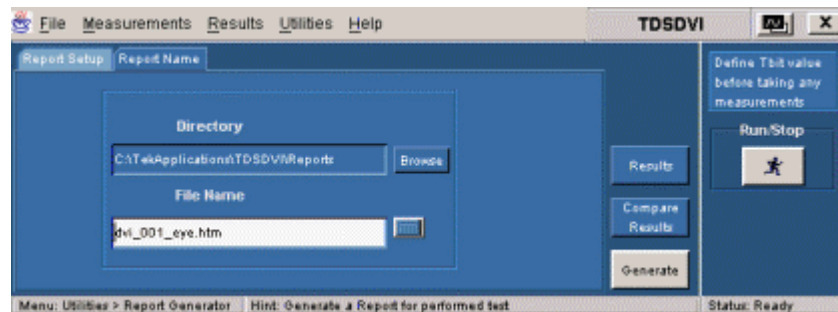 File Measurements Results Utilities Help TDSDVI X
Report Setup Report Name
Define Tbit value
before taking any
measurements
Run/Stop
Directory
C:\TekApplications\TDSDVI\Reports Browse
File Name
dvi_001_eye.htm
Results
Compare
Results
Generate
Menu: Utilities > Report Generator Hint: Generate a Report for performed test Status: Ready